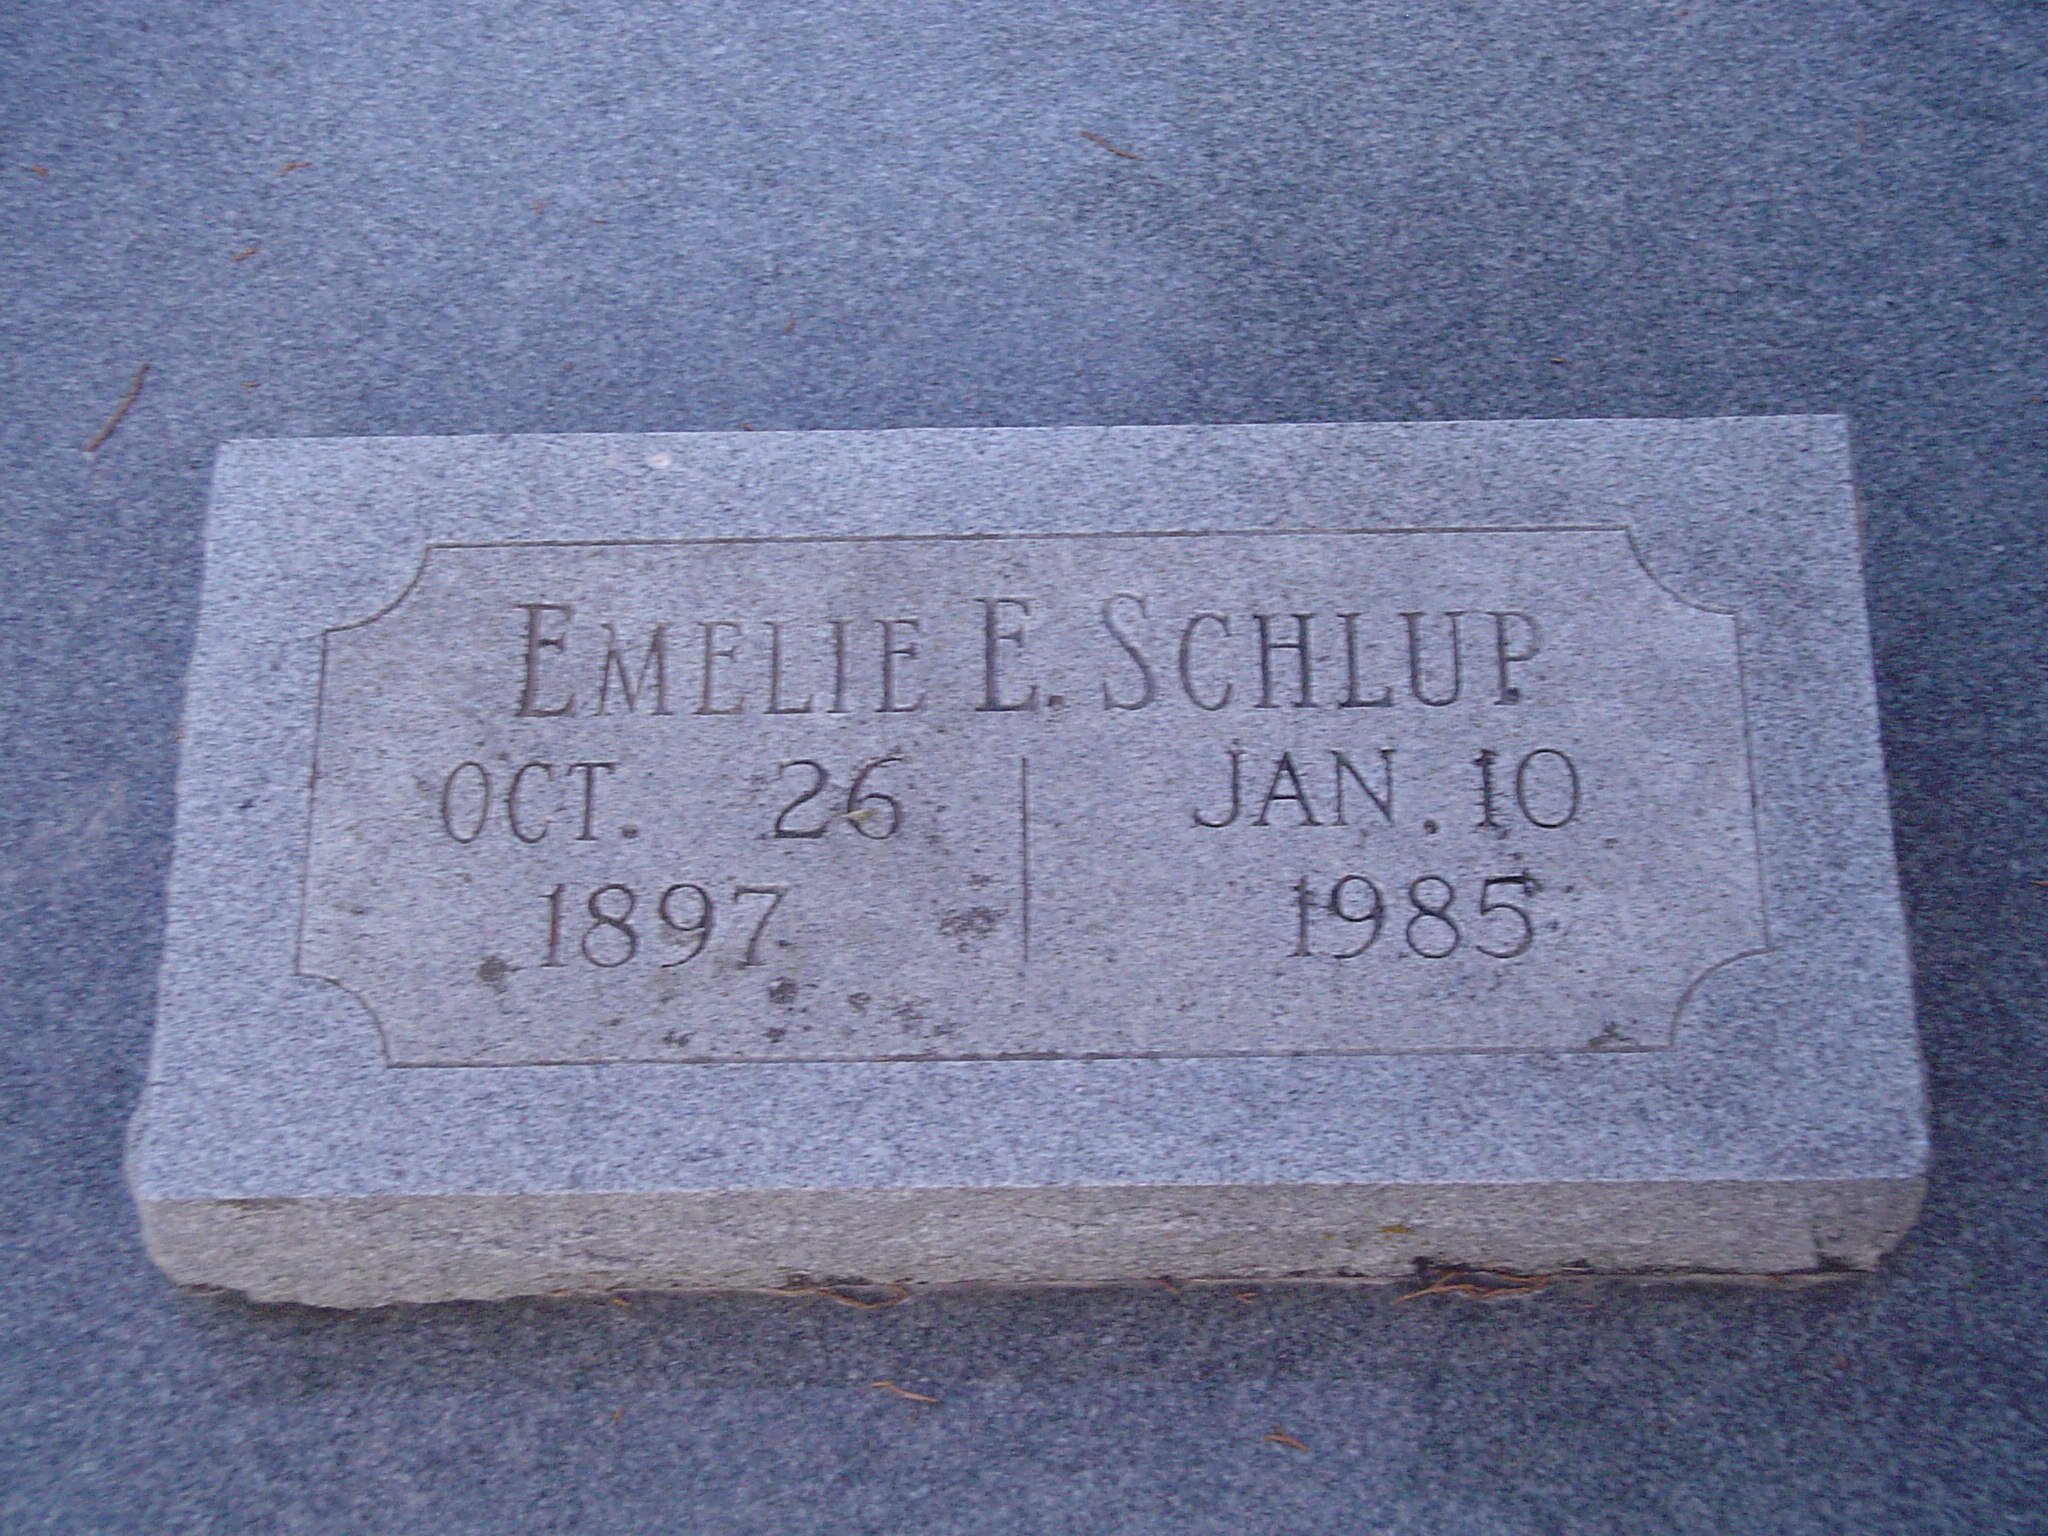 EMELIE E. SCHLUP
OCT. 26 JAN. 10
1897 1985